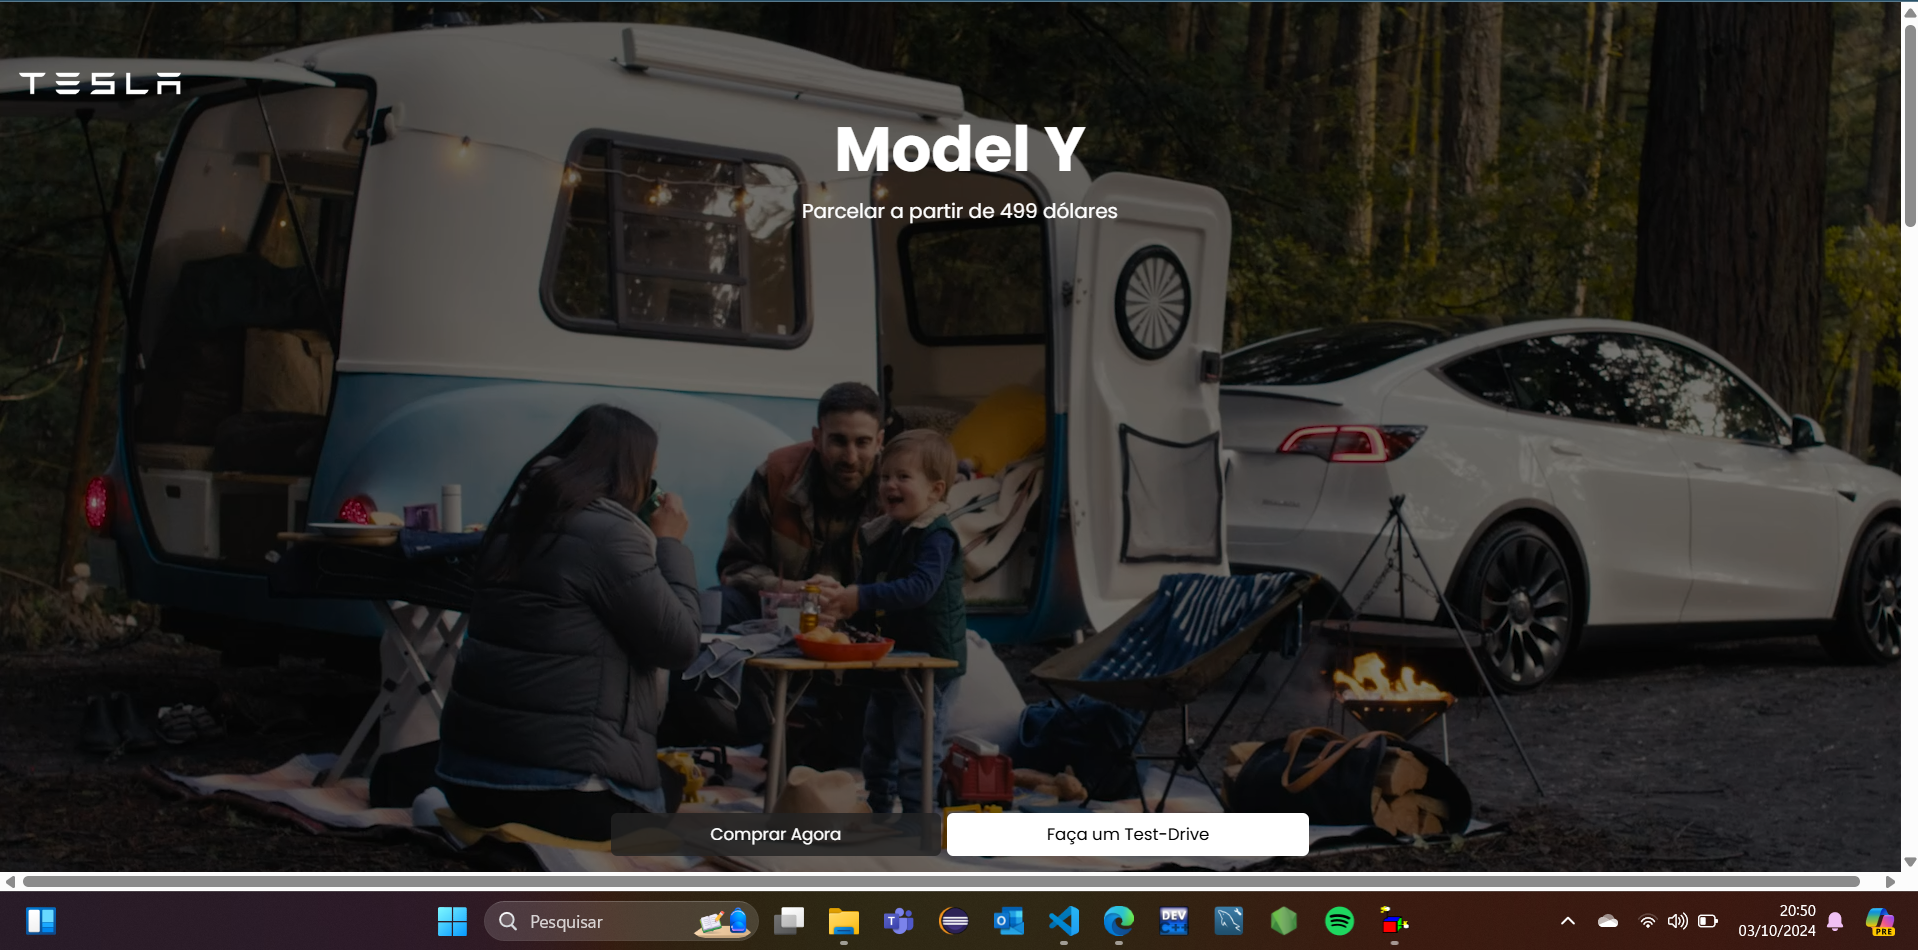 TESLA
Model Y
Parcelar a partir de 499 dólares
Comprar Agora
Faça um Test-Drive
Pesquisar
DEV
C++
20:50
03/10/2024
PRE